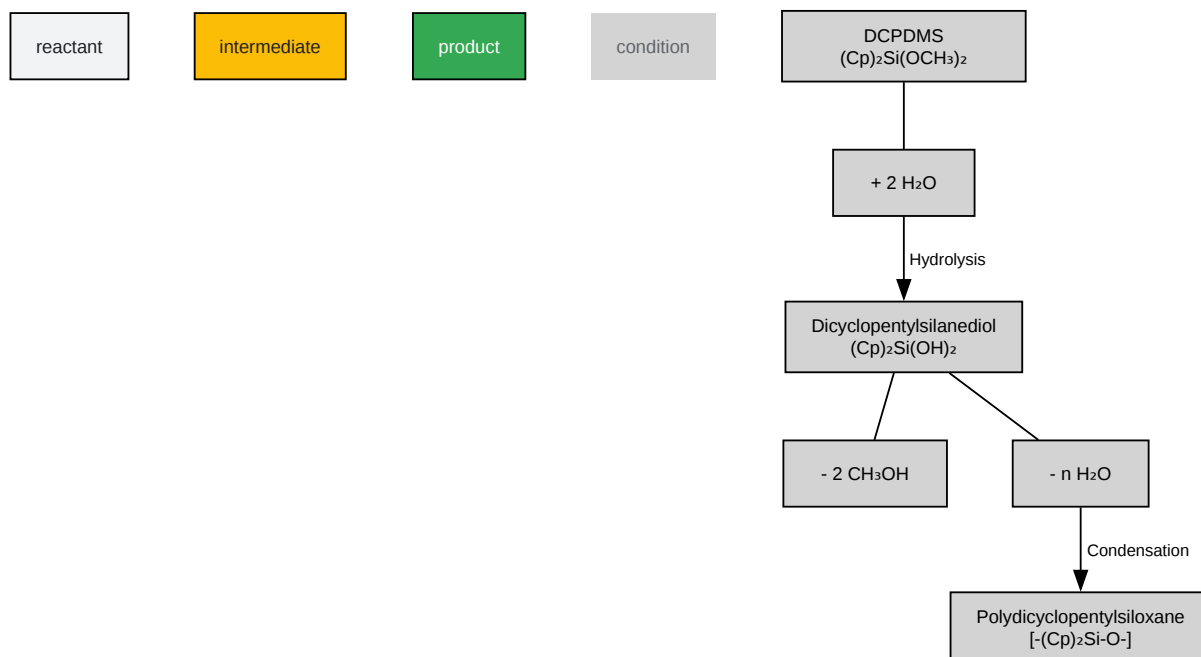 reactant
intermediate
product
condition
DCPDMS
(Cp)₂Si(OCH₃)₂
+ 2 H₂O
Hydrolysis
Dicyclopentylsilanediol
(Cp)₂Si(OH)₂
- 2 CH₃OH
- n H₂O
Condensation
Polydicyclopentylsiloxane
[-(Cp)₂Si-O-]